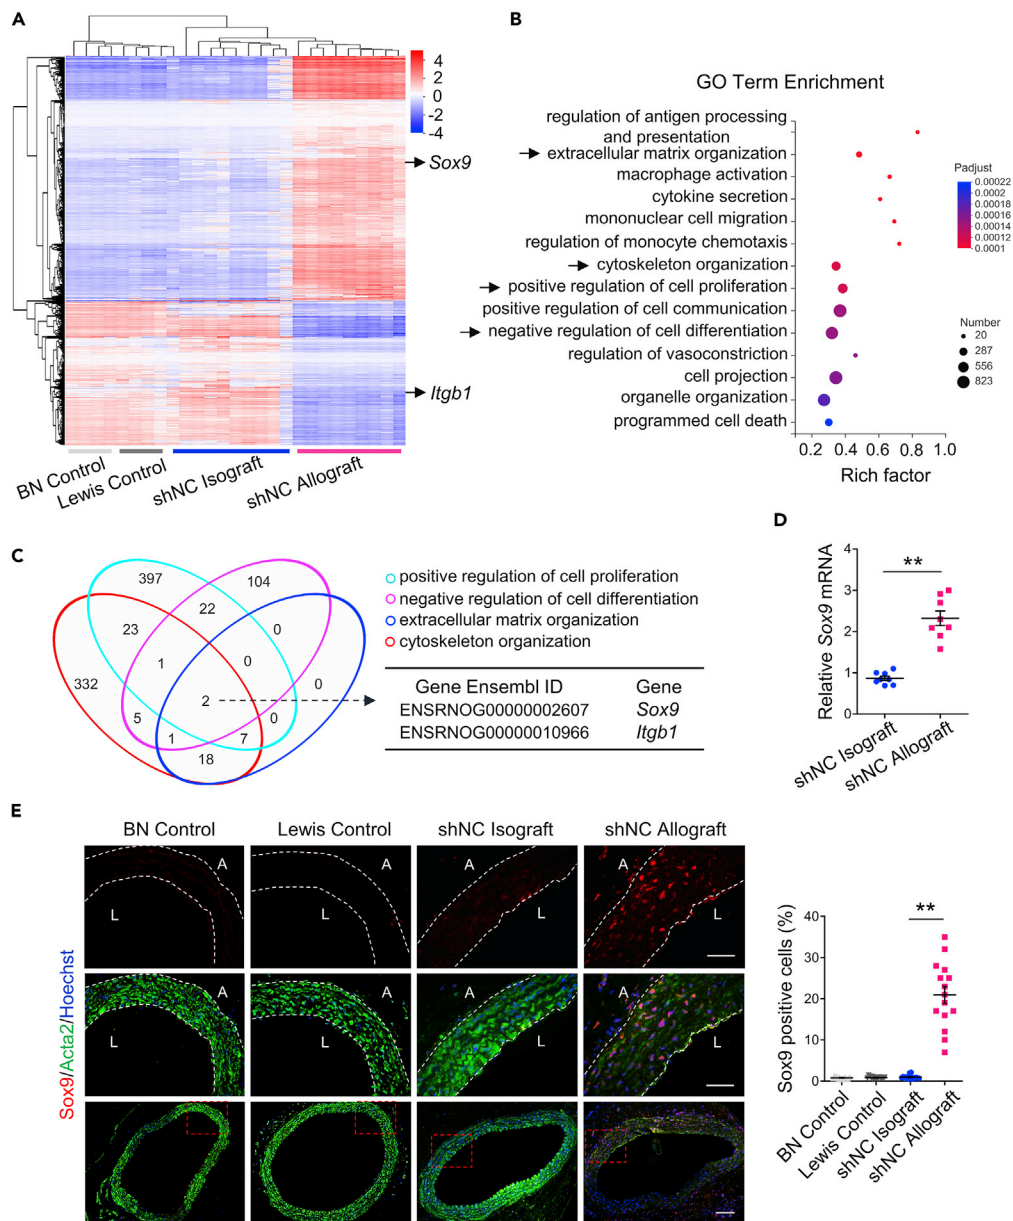 A
4
2
0
-2
-4
Sox9
Itgb1
BN Control
Lewis Control
shNC Isograft
shNC Allograft
B
GO Term Enrichment
regulation of antigen processing
and presentation
extracellular matrix organization
macrophage activation
cytokine secretion
mononuclear cell migration
regulation of monocyte chemotaxis
cytoskeleton organization
positive regulation of cell proliferation
positive regulation of cell communication
negative regulation of cell differentiation
regulation of vasoconstriction
cell projection
organelle organization
programmed cell death
0.2 0.4 0.6 0.8 1.0
Rich factor
Padjust
0.00022
0.0002
0.00018
0.00016
0.00014
0.00012
0.0001
Number
20
287
556
823
C
397
104
22
23
0
1
0
332
2
0
5
0
1
7
18
positive regulation of cell proliferation
negative regulation of cell differentiation
extracellular matrix organization
cytoskeleton organization
Gene Ensembl ID Gene
ENSRNOG00000002607 Sox9
ENSRNOG00000010966 Itgb1
D
Relative Sox9 mRNA
4
3
2
1
0
**
shNC Isograft
shNC Allograft
E
BN Control Lewis Control shNC Isograft shNC Allograft
Sox9/Acta2/Hoechst
A A A A
L L L L
A A A A
L L L L
Sox9 positive cells (%)
40
30
20
10
0
**
BN Control
Lewis Control
shNC Isograft
shNC Allograft